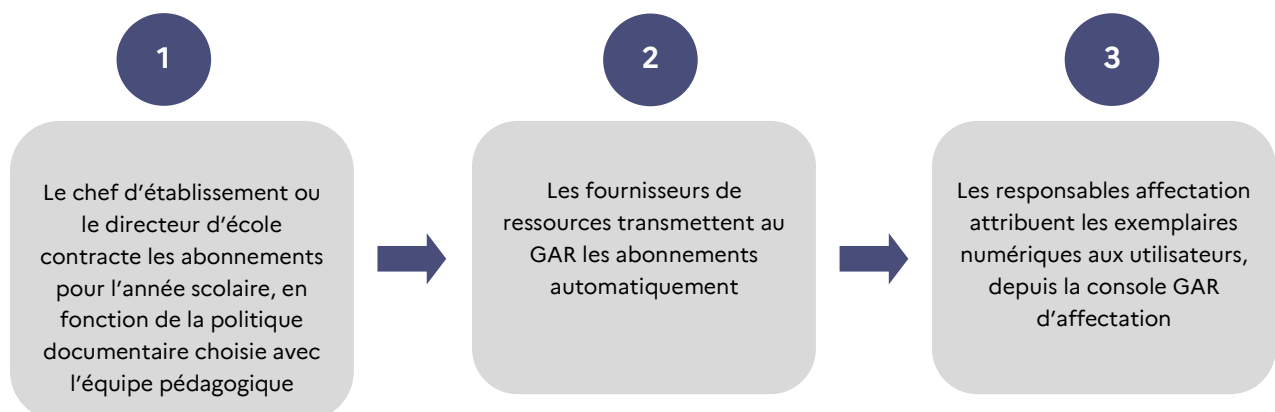 1
Le chef d’établissement ou
le directeur d’école
contracte les abonnements
pour l’année scolaire, en
fonction de la politique
documentaire choisie avec
l’équipe pédagogique
2
Les fournisseurs de
ressources transmettent au
GAR les abonnements
automatiquement
3
Les responsables affectation
attribuent les exemplaires
numériques aux utilisateurs,
depuis la console GAR
d’affectation